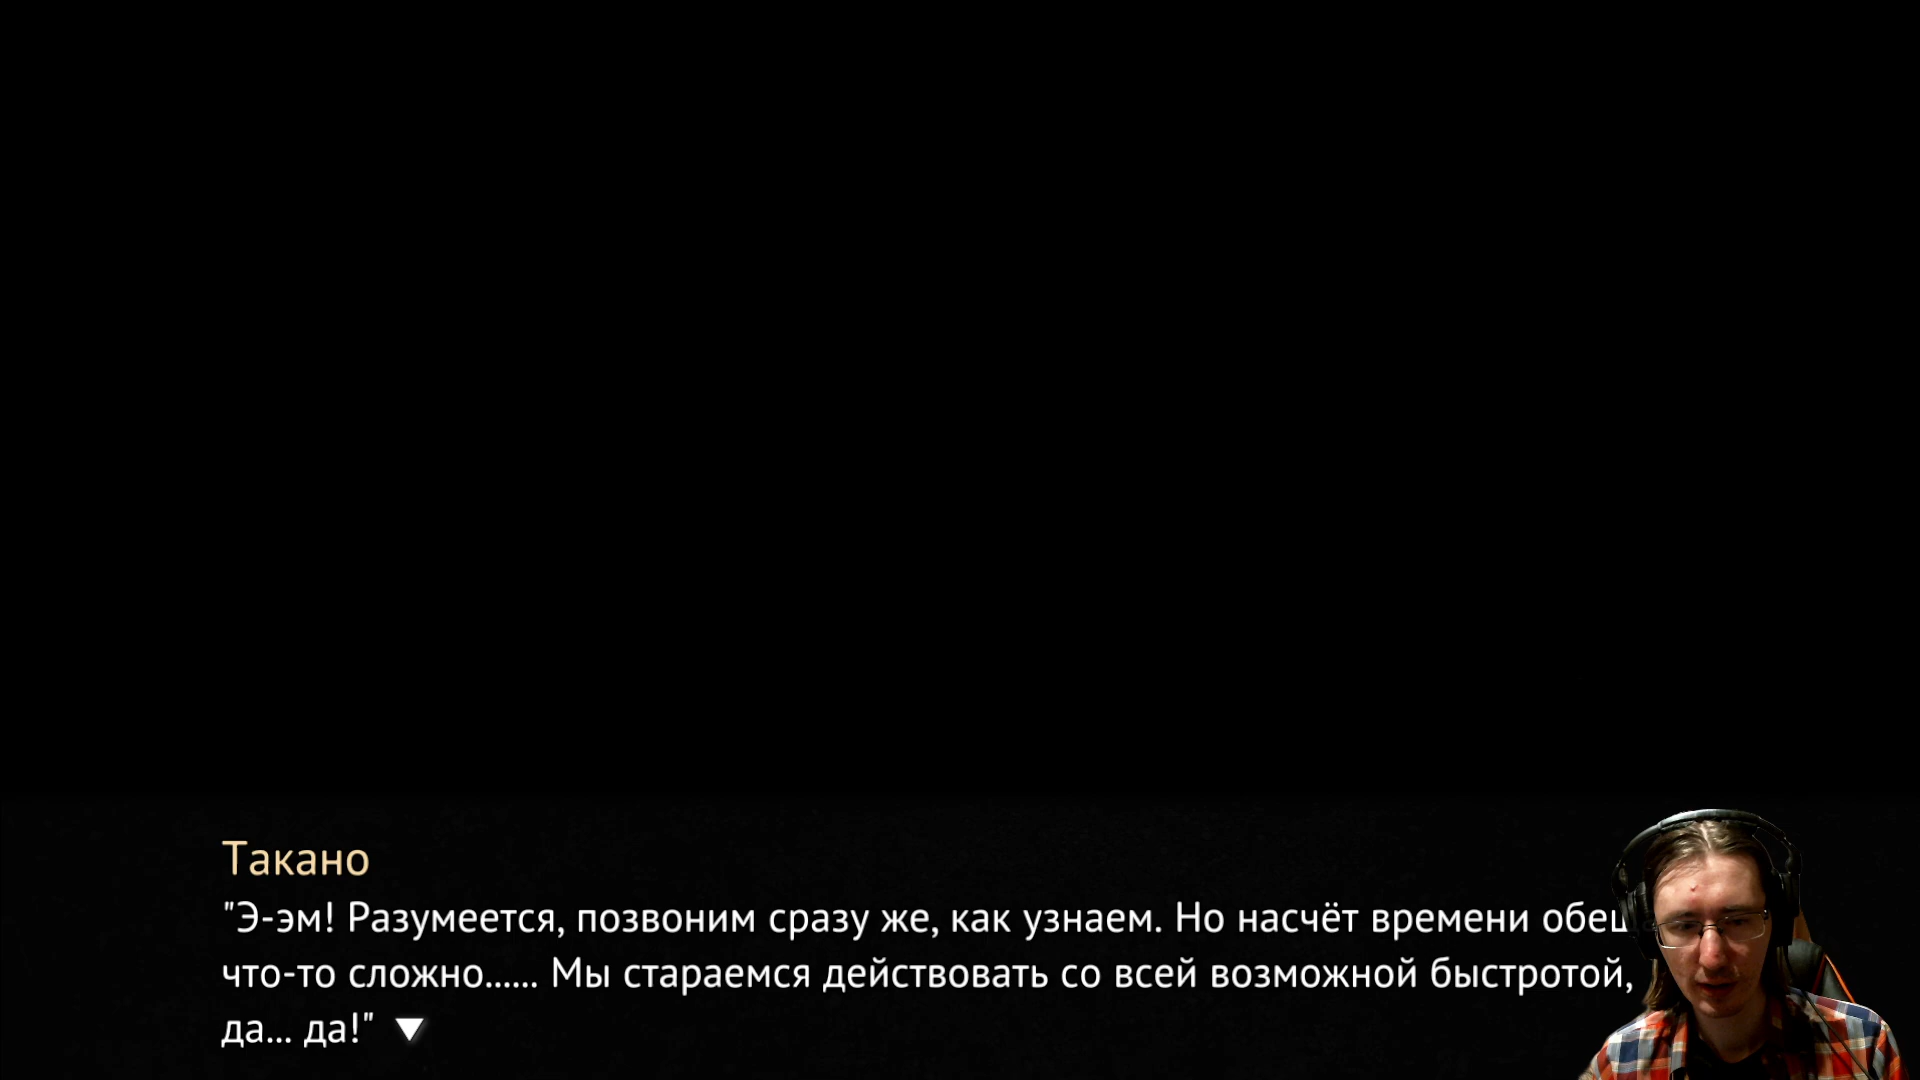 Такано
"Э-эм! Разумеется, позвоним сразу же, как узнаем. Но насчёт времени
что-то сложно...... Мы стараемся действовать со всей возможной быстротой,
да... да!"